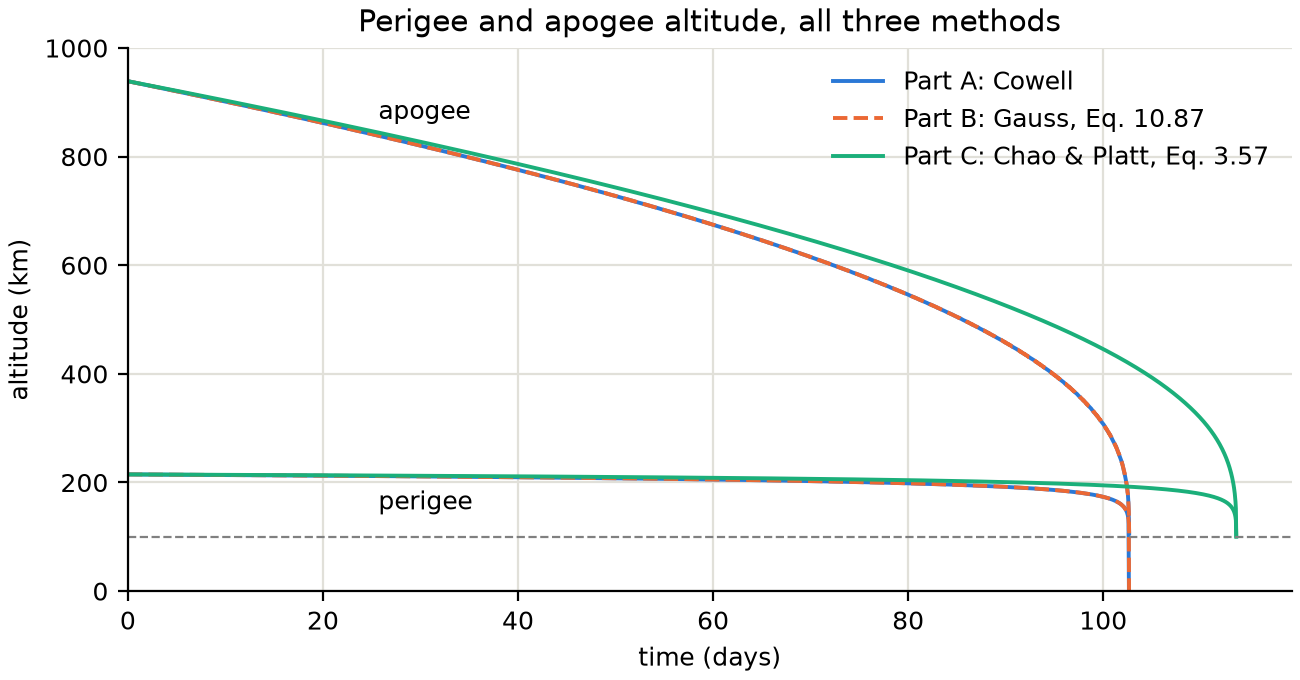 Perigee and apogee altitude, all three methods
altitude (km)
1000
800
600
400
200
0
apogee
perigee
Part A: Cowell
Part B: Gauss, Eq. 10.87
Part C: Chao & Platt, Eq. 3.57
0 20 40 60 80 100
time (days)